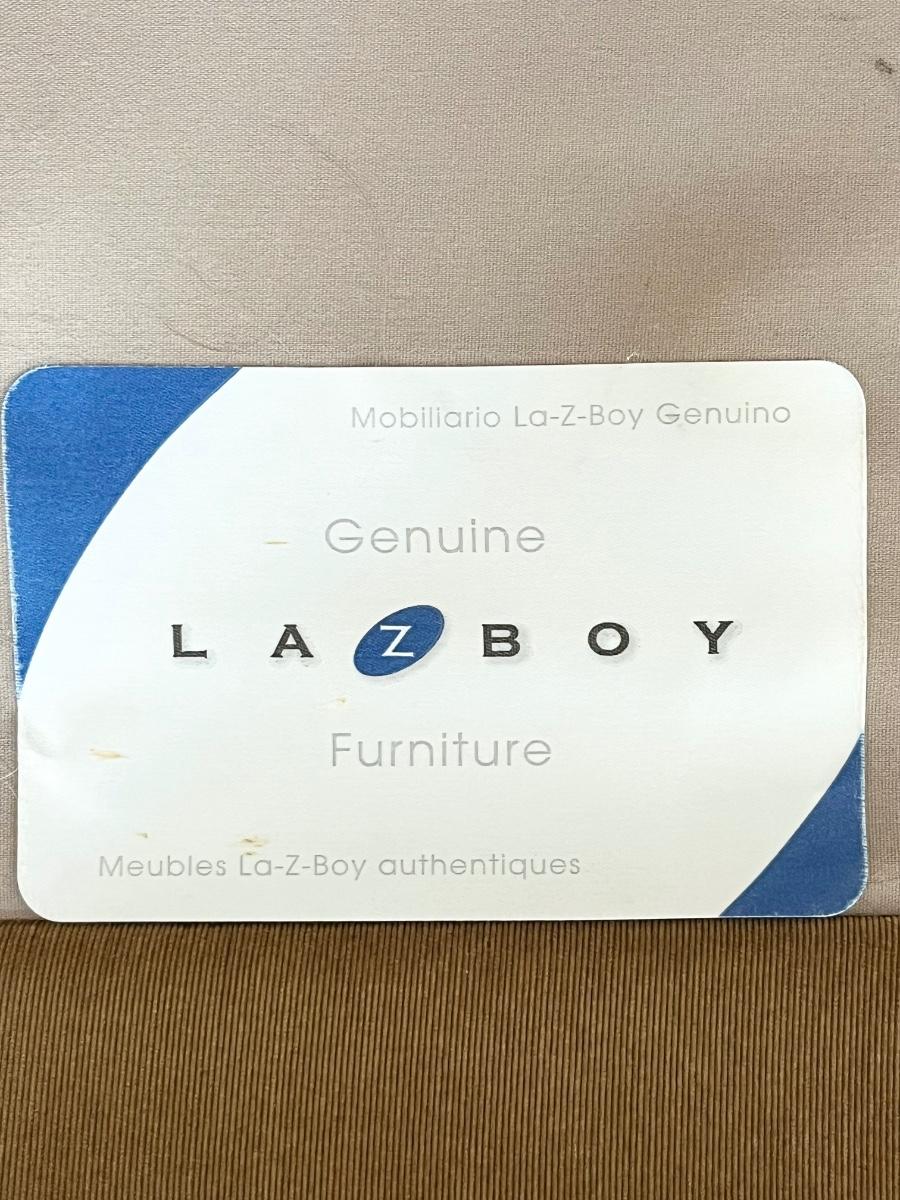 Mobiliario La-Z-Boy Genuino
Genuine
LAZBOY
Furniture
Meubles La-Z-Boy authentiques